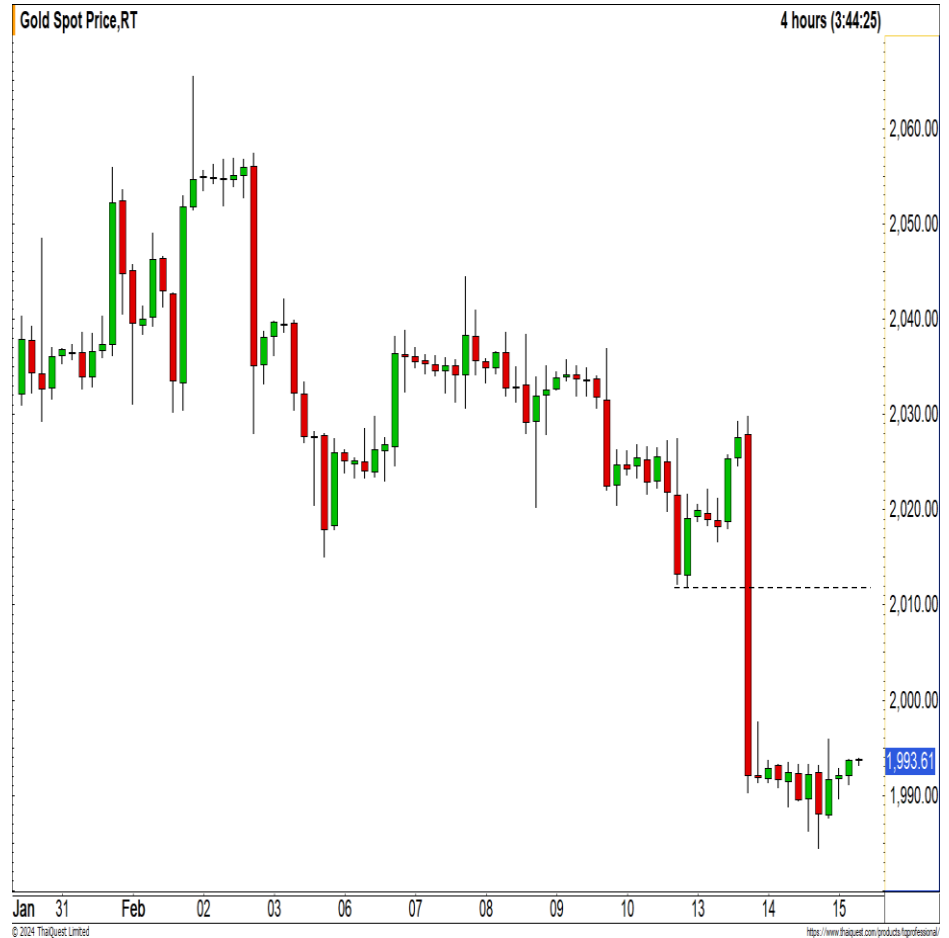 Gold Spot Price,RT
4 hours (3:44:25)
2,060.00
2,050.00
2,040.00
2,030.00
2,020.00
2,010.00
2,000.00
1,993.61
1,990.00
Jan 31 Feb 02 03 06 07 08 09 10 13 14 15
© 2024 ThaiQuest Limited
https://www.thaiquest.com/products/tqprofessional/